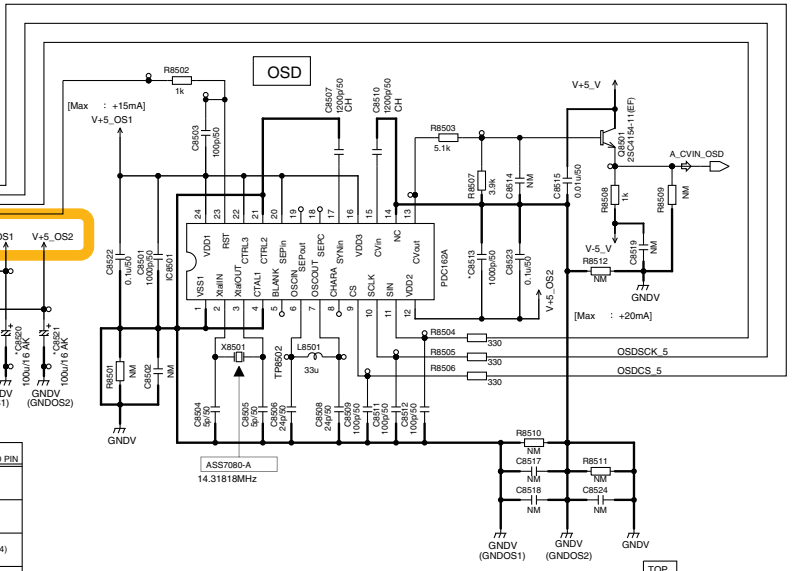 OSD
R8502
1k
[Max : +15mA]
V+5_OS1
C8503
100p/50
C8507
1200p/50
CH
C8510
1200p/50
CH
V+5_V
Q8501
2SC4154-11(EF)
R8503
5.1k
R8507
3.9k
C8514
NM
C8515
0.01u/50
A_CVIN_OSD
R8508
1k
R8509
NM
V-5_V
C8519
NM
R8512
NM
GNDV
[Max : +20mA]
OS1
V+5_OS2
C8522
0.1u/50
C8501
1000p/50
IC8501
24 23 22 21 20 19 18 17 16 15 14 13
VDD1
RST
CTRL3
CTRL2
SEPin
SEPout
SEPC
SYNin
VDD3
CVin
NC
CVout
VSS1
XtalIN
XtalOUT
CTAL1
BLANK
OSCIN
OSCOUT
CHARA
CS
SCLK
SIN
VDD2
1 2 3 4 5 6 7 8 9 10 11 12
PDC162A
*C8513
1000p/50
C8523
0.1u/50
V+5_OS2
R8504
330
R8505
330
OSDSCK_5
R8506
330
OSDCS_5
*C8520
100u/16 AK
*C8521
100u/16 AK
GNDV
(GNDOS2)
R8501
NM
C8502
NM
GNDV
X8501
TP8502
L8501
33u
C8504
5p/50
C8505
5p/50
C8506
24p/50
C8508
24p/50
C8509
100p/50
C8511
100p/50
C8512
100p/50
ASS7080-A
14.31818MHz
R8510
NM
C8517
NM
C8518
NM
R8511
NM
C8524
NM
GNDV
(GNDOS1)
GNDV
(GNDOS2)
GNDV
PIN
TOP